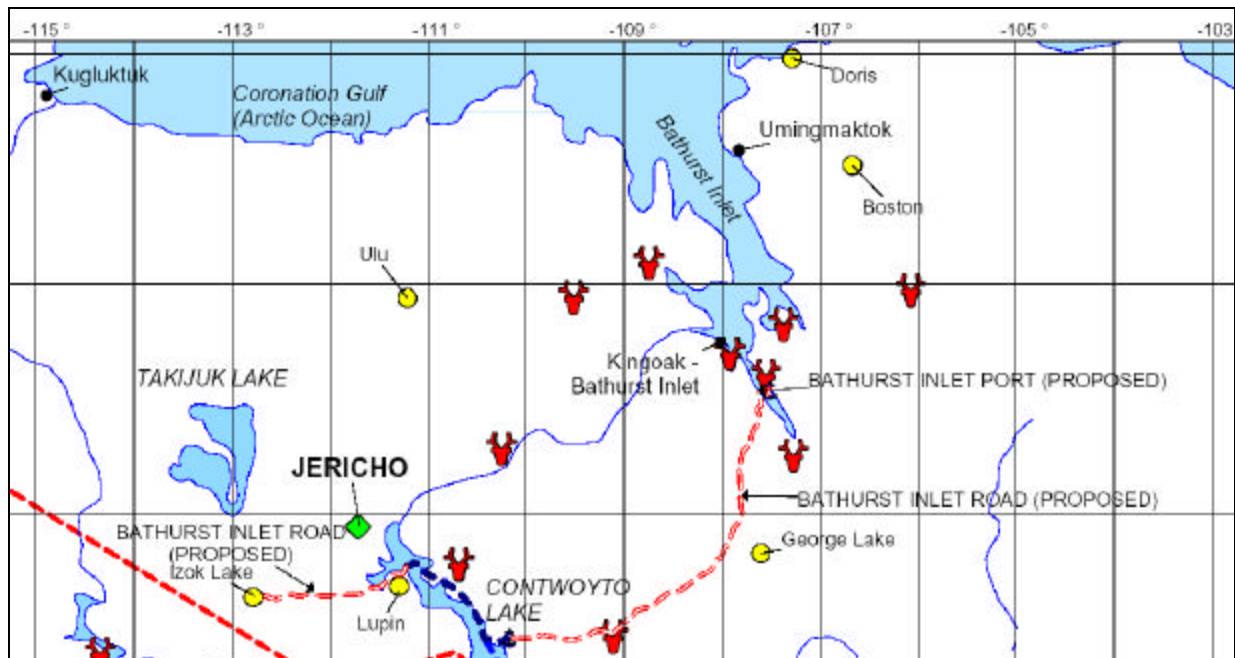 -115 ° -113 ° -111 ° -109 ° -107 ° -105 ° -103
Kugluktuk
Doris
Coronation Gulf
(Arctic Ocean)
Bathurst Inlet
Umingmaktok
Boston
Ulu
Kingoak -
Bathurst Inlet
TAKIJUK LAKE
BATHURST INLET PORT (PROPOSED)
JERICHO
BATHURST INLET ROAD (PROPOSED)
BATHURST INLET ROAD
(PROPOSED)
George Lake
Izok Lake
CONTWOYTO
LAKE
Lupin